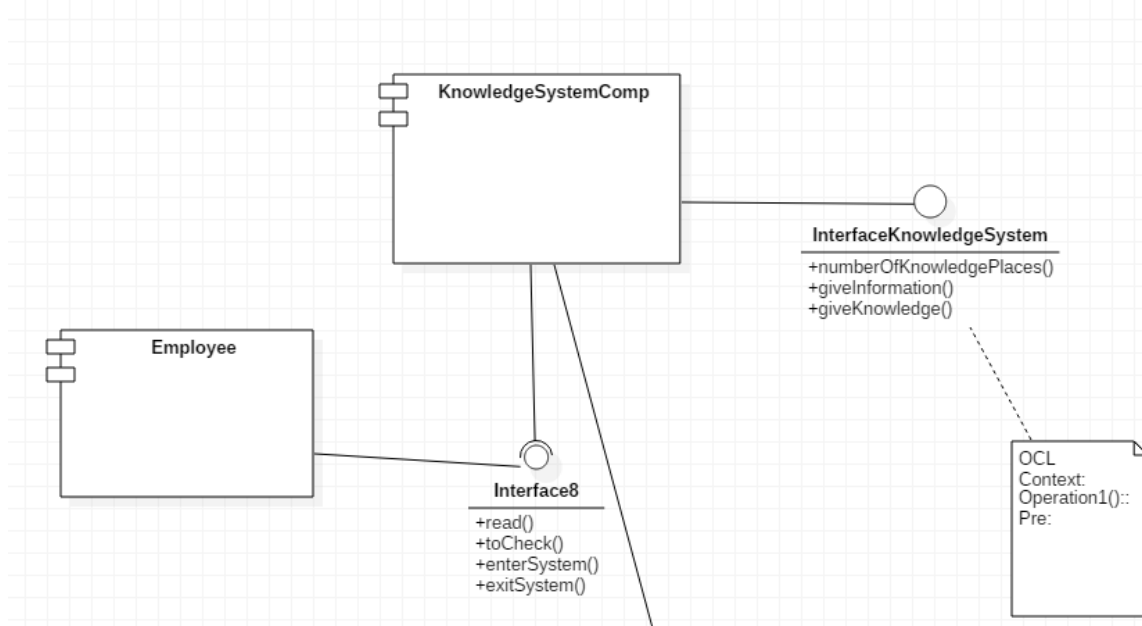 KnowledgeSystemComp
InterfaceKnowledgeSystem
+numberOfKnowledgePlaces()
+giveInformation()
+giveKnowledge()
Employee
Interface8
+read()
+toCheck()
+enterSystem()
+exitSystem()
OCL
Context:
Operation1()::
Pre: